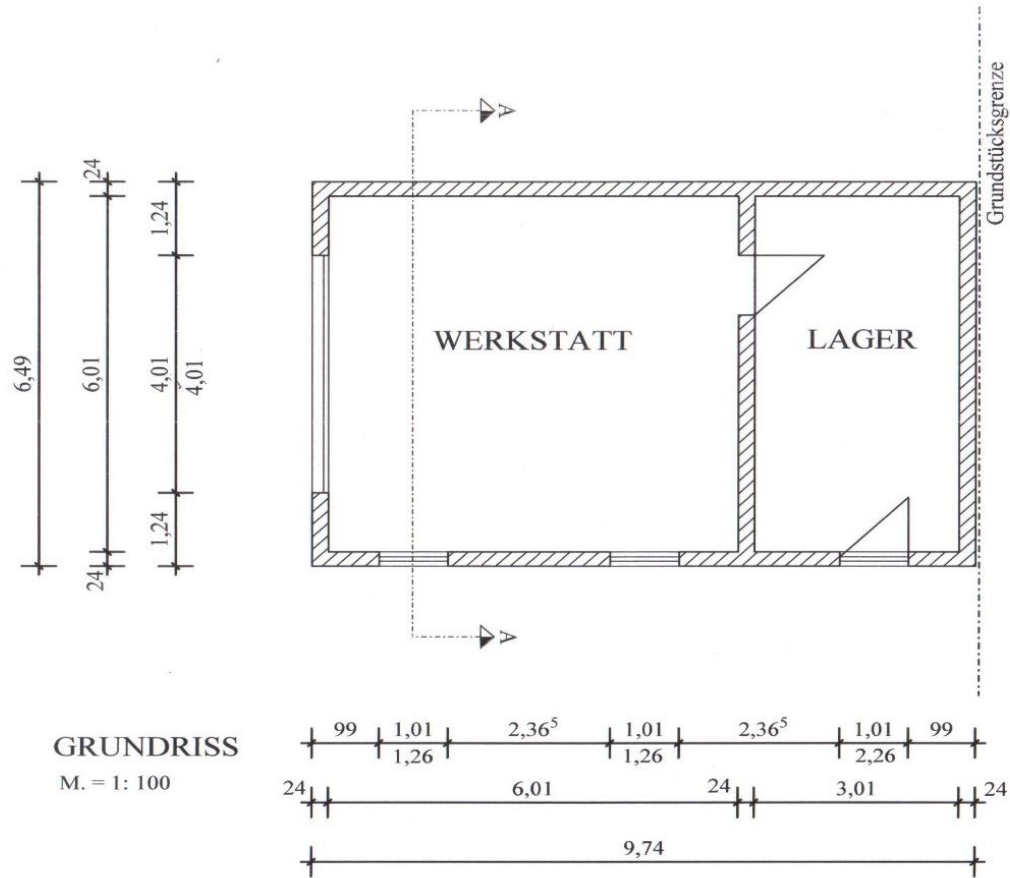 A
Grundstücksgrenze
24
1,24
6,49
6,01
4,01
4,01
1,24
24
WERKSTATT
LAGER
A
GRUNDRISS
M. = 1: 100
99 1,01 2,36⁵ 1,01 2,36⁵ 1,01 99
1,26 1,26 2,26
24 6,01 24 3,01 24
9,74